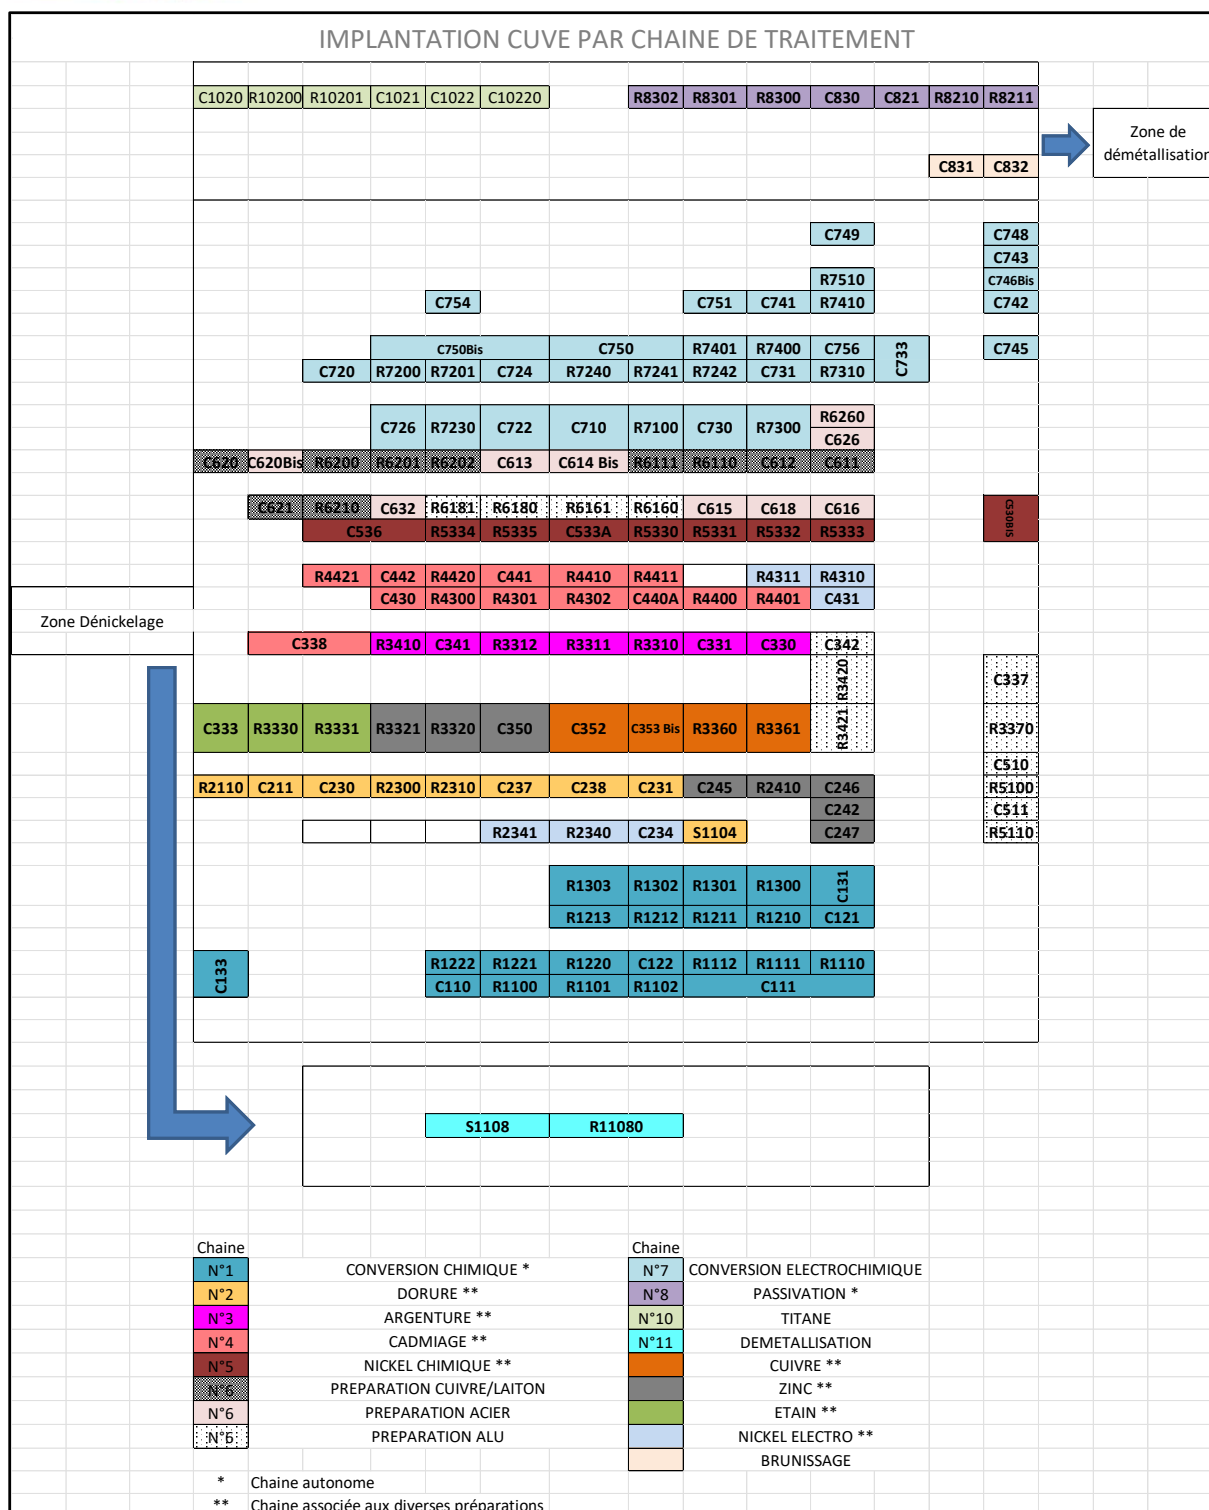 IMPLANTATION CUVE PAR CHAINE DE TRAITEMENT
C1020 R10200 R10201 C1021 C1022 C10220 R8302 R8301 R8300 C830 C821 R8210 R8211
Zone de
démétallisation
C831 C832
C749 C748
C743
R7510 C746Bis
C754 C751 C741 R7410 C742
C750Bis C750 R7401 R7400 C756 C733 C745
C720 R7200 R7201 C724 R7240 R7241 R7242 C731 R7310
C726 R7230 C722 C710 R7100 C730 R7300 R6260
C626
C620 C620Bis R6200 R6201 R6202 C613 C614 Bis R6111 R6110 C612 C611
C621 R6210 C632 R6181 R6180 R6161 R6160 C615 C618 C616 C530BIS
C536 R5334 R5335 C533A R5330 R5331 R5332 R5333
R4421 C442 R4420 C441 R4410 R4411 R4311 R4310
C430 R4300 R4301 R4302 C440A R4400 R4401 C431
Zone Dénickelage
C338 R3410 C341 R3312 R3311 R3310 C331 C330 C342
R3420 C337
C333 R3330 R3331 R3321 R3320 C350 C352 C353 Bis R3360 R3361 R3421 R3370
C510
R2110 C211 C230 R2300 R2310 C237 C238 C231 C245 R2410 C246 R5100
C242 C511
R2341 R2340 C234 S1104 C247 R5110
R1303 R1302 R1301 R1300 C131
R1213 R1212 R1211 R1210 C121
C133 R1222 R1221 R1220 C122 R1112 R1111 R1110
C110 R1100 R1101 R1102 C111
S1108 R11080
Chaine Chaine
N°1 CONVERSION CHIMIQUE * N°7 CONVERSION ELECTROCHIMIQUE
N°2 DORURE ** N°8 PASSIVATION *
N°3 ARGENTURE ** N°10 TITANE
N°4 CADMIAGE ** N°11 DEMETALLISATION
N°5 NICKEL CHIMIQUE ** CUIVRE **
N°6 PREPARATION CUIVRE/LAITON ZINC **
N°6 PREPARATION ACIER ETAIN **
N°6 PREPARATION ALU NICKEL ELECTRO **
BRUNISSAGE
* Chaine autonome
** Chaine associée aux diverses préparations